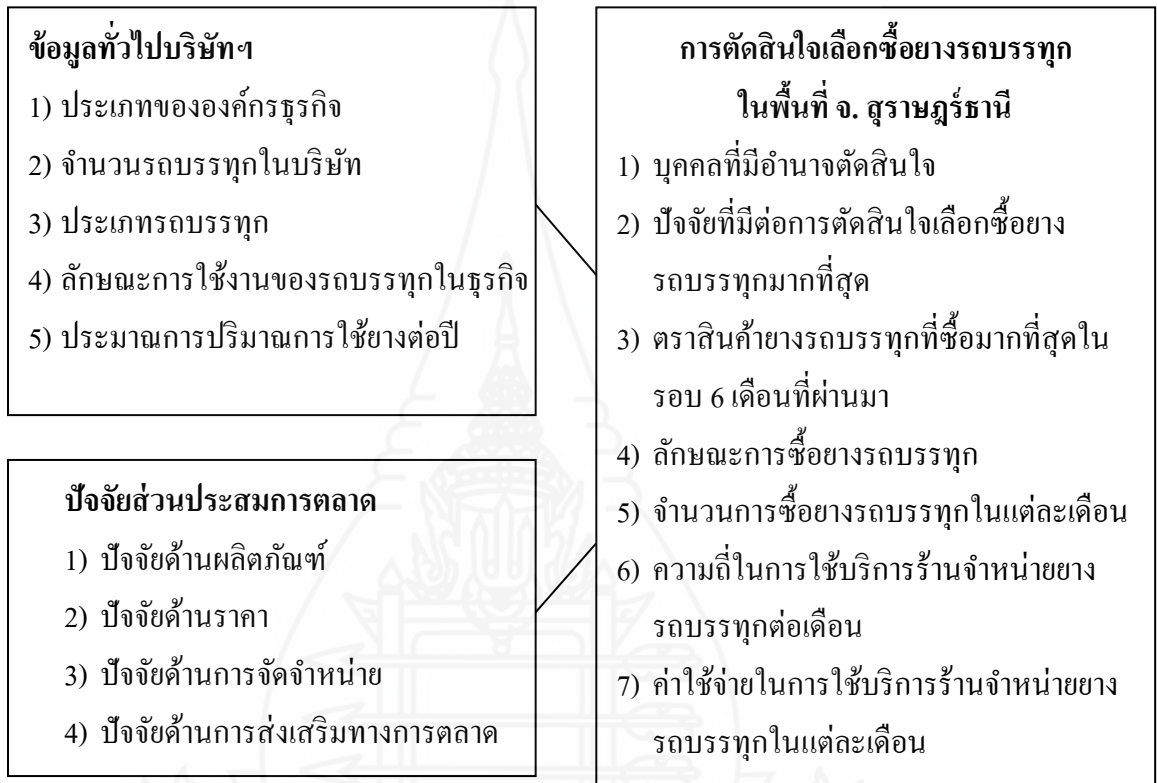 ข้อมูลทั่วไปบริษัทฯ
1) ประเภทขององค์กรธุรกิจ
2) จำนวนรถบรรทุกในบริษัท
3) ประเภทรถบรรทุก
4) ลักษณะการใช้งานของรถบรรทุกในธุรกิจ
5) ประมาณการปริมาณการใช้ยางต่อปี
ปัจจัยส่วนประสมการตลาด
1) ปัจจัยด้านผลิตภัณฑ์
2) ปัจจัยด้านราคา
3) ปัจจัยด้านการจัดจำหน่าย
4) ปัจจัยด้านการส่งเสริมทางการตลาด
การตัดสินใจเลือกซื้อยางรถบรรทุก
ในพื้นที่ จ. สุราษฎร์ธานี
1) บุคคลที่มีอำนาจตัดสินใจ
2) ปัจจัยที่มีต่อการตัดสินใจเลือกซื้อยาง
รถบรรทุกมากที่สุด
3) ตราสินค้ายางรถบรรทุกที่ซื้อมากที่สุดใน
รอบ 6 เดือนที่ผ่านมา
4) ลักษณะการซื้อยางรถบรรทุก
5) จำนวนการซื้อยางรถบรรทุกในแต่ละเดือน
6) ความถี่ในการใช้บริการร้านจำหน่ายยาง
รถบรรทุกต่อเดือน
7) ค่าใช้จ่ายในการใช้บริการร้านจำหน่ายยาง
รถบรรทุกในแต่ละเดือน